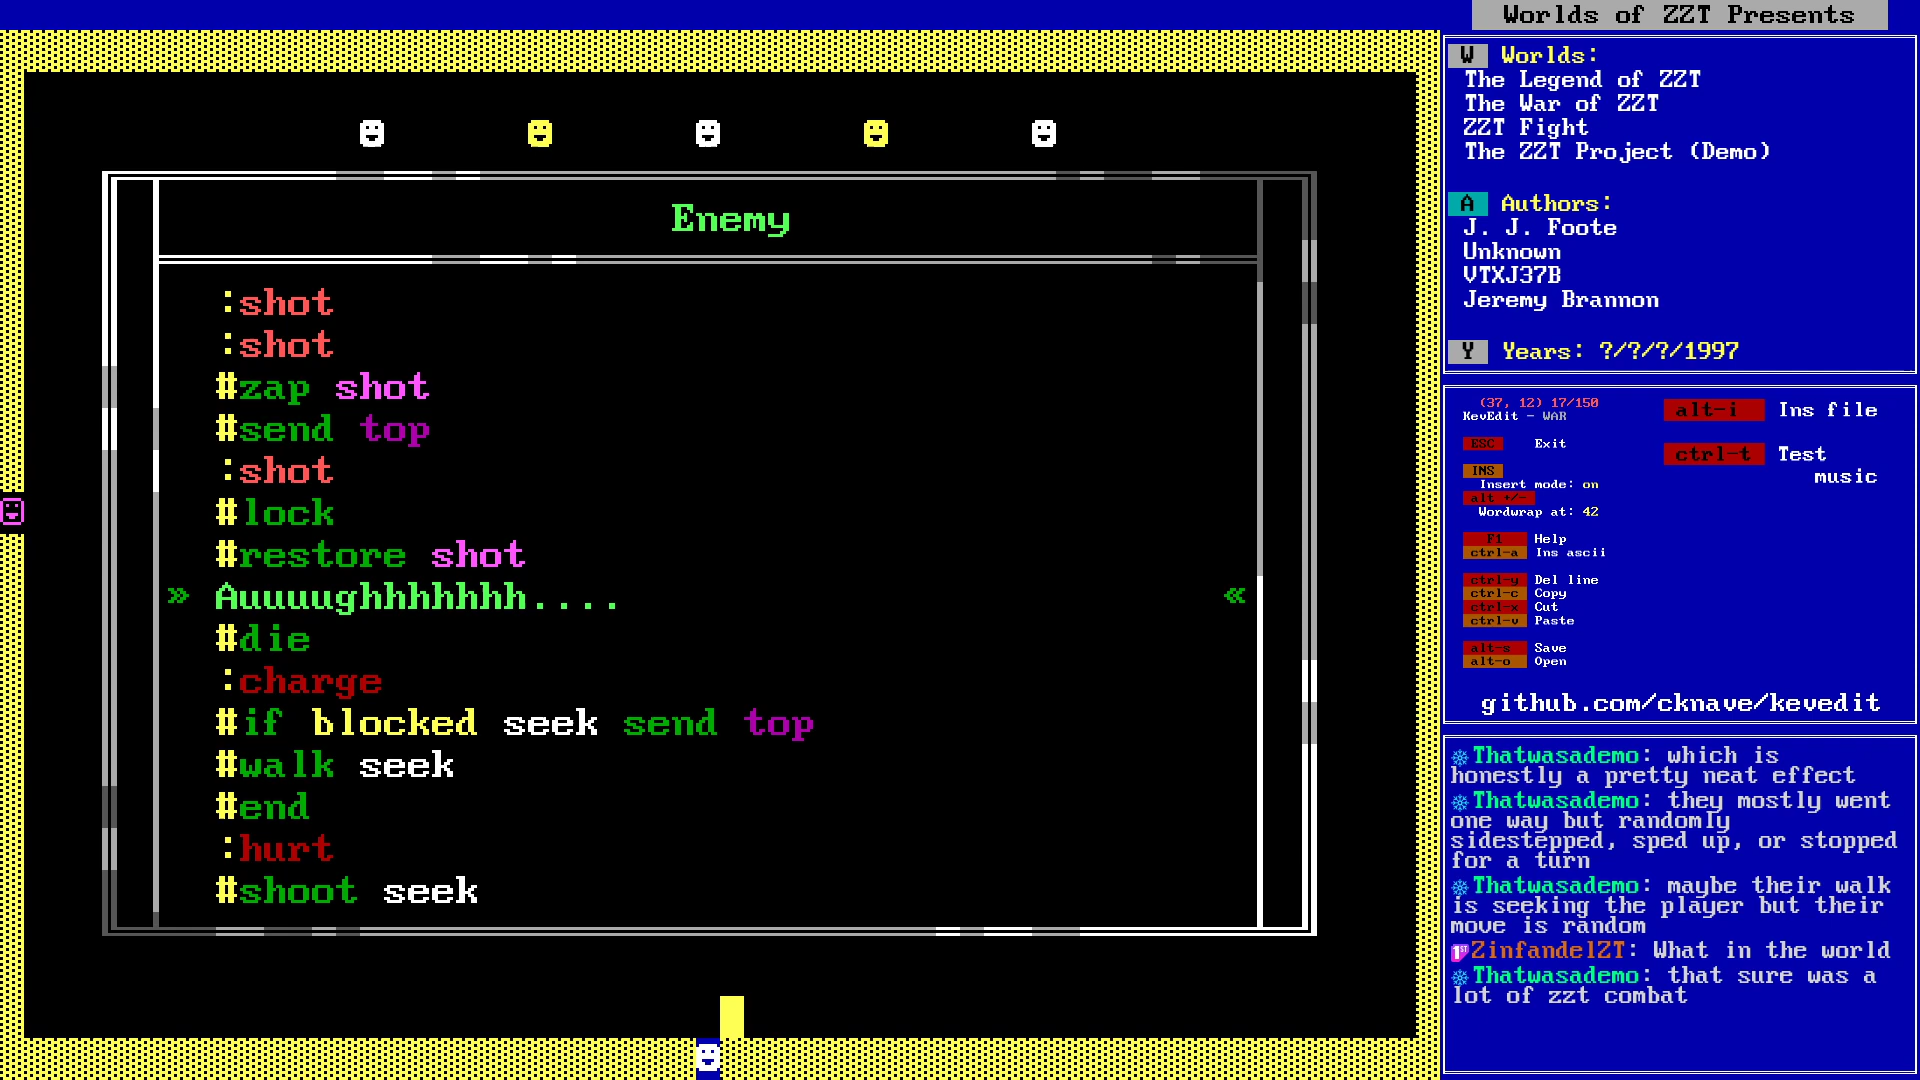 Worlds of ZZT Presents
Enemy
:shot
:shot
#zap shot
#send top
:shot
#lock
#restore shot
» Auuuuughhhhhhh.... «
#die
:charge
#if blocked seek send top
#walk seek
#end
:hurt
#shoot seek
W Worlds:
The Legend of ZZT
The War of ZZT
ZZT Fight
The ZZT Project (Demo)
A Authors:
J. J. Foote
Unknown
VTXJ37B
Jeremy Brannon
Y Years: ?/?/?/1997
(37, 12) 17/150
KevEdit - WAR
ESC Exit
INS
Insert mode: on
alt +/-
Wordwrap at: 42
F1 Help
ctrl-a Ins ascii
ctrl-y Del line
ctrl-c Copy
ctrl-x Cut
ctrl-v Paste
alt-s Save
alt-o Open
alt-i Ins file
ctrl-t Test
music
github.com/cknave/kevedit
Thatwasademo: which is
honestly a pretty neat effect
Thatwasademo: they mostly went
one way but randomly
sidestepped, sped up, or stopped
for a turn
Thatwasademo: maybe their walk
is seeking the player but their
move is random
1ST ZinfandelZT: What in the world
Thatwasademo: that sure was a
lot of zzt combat